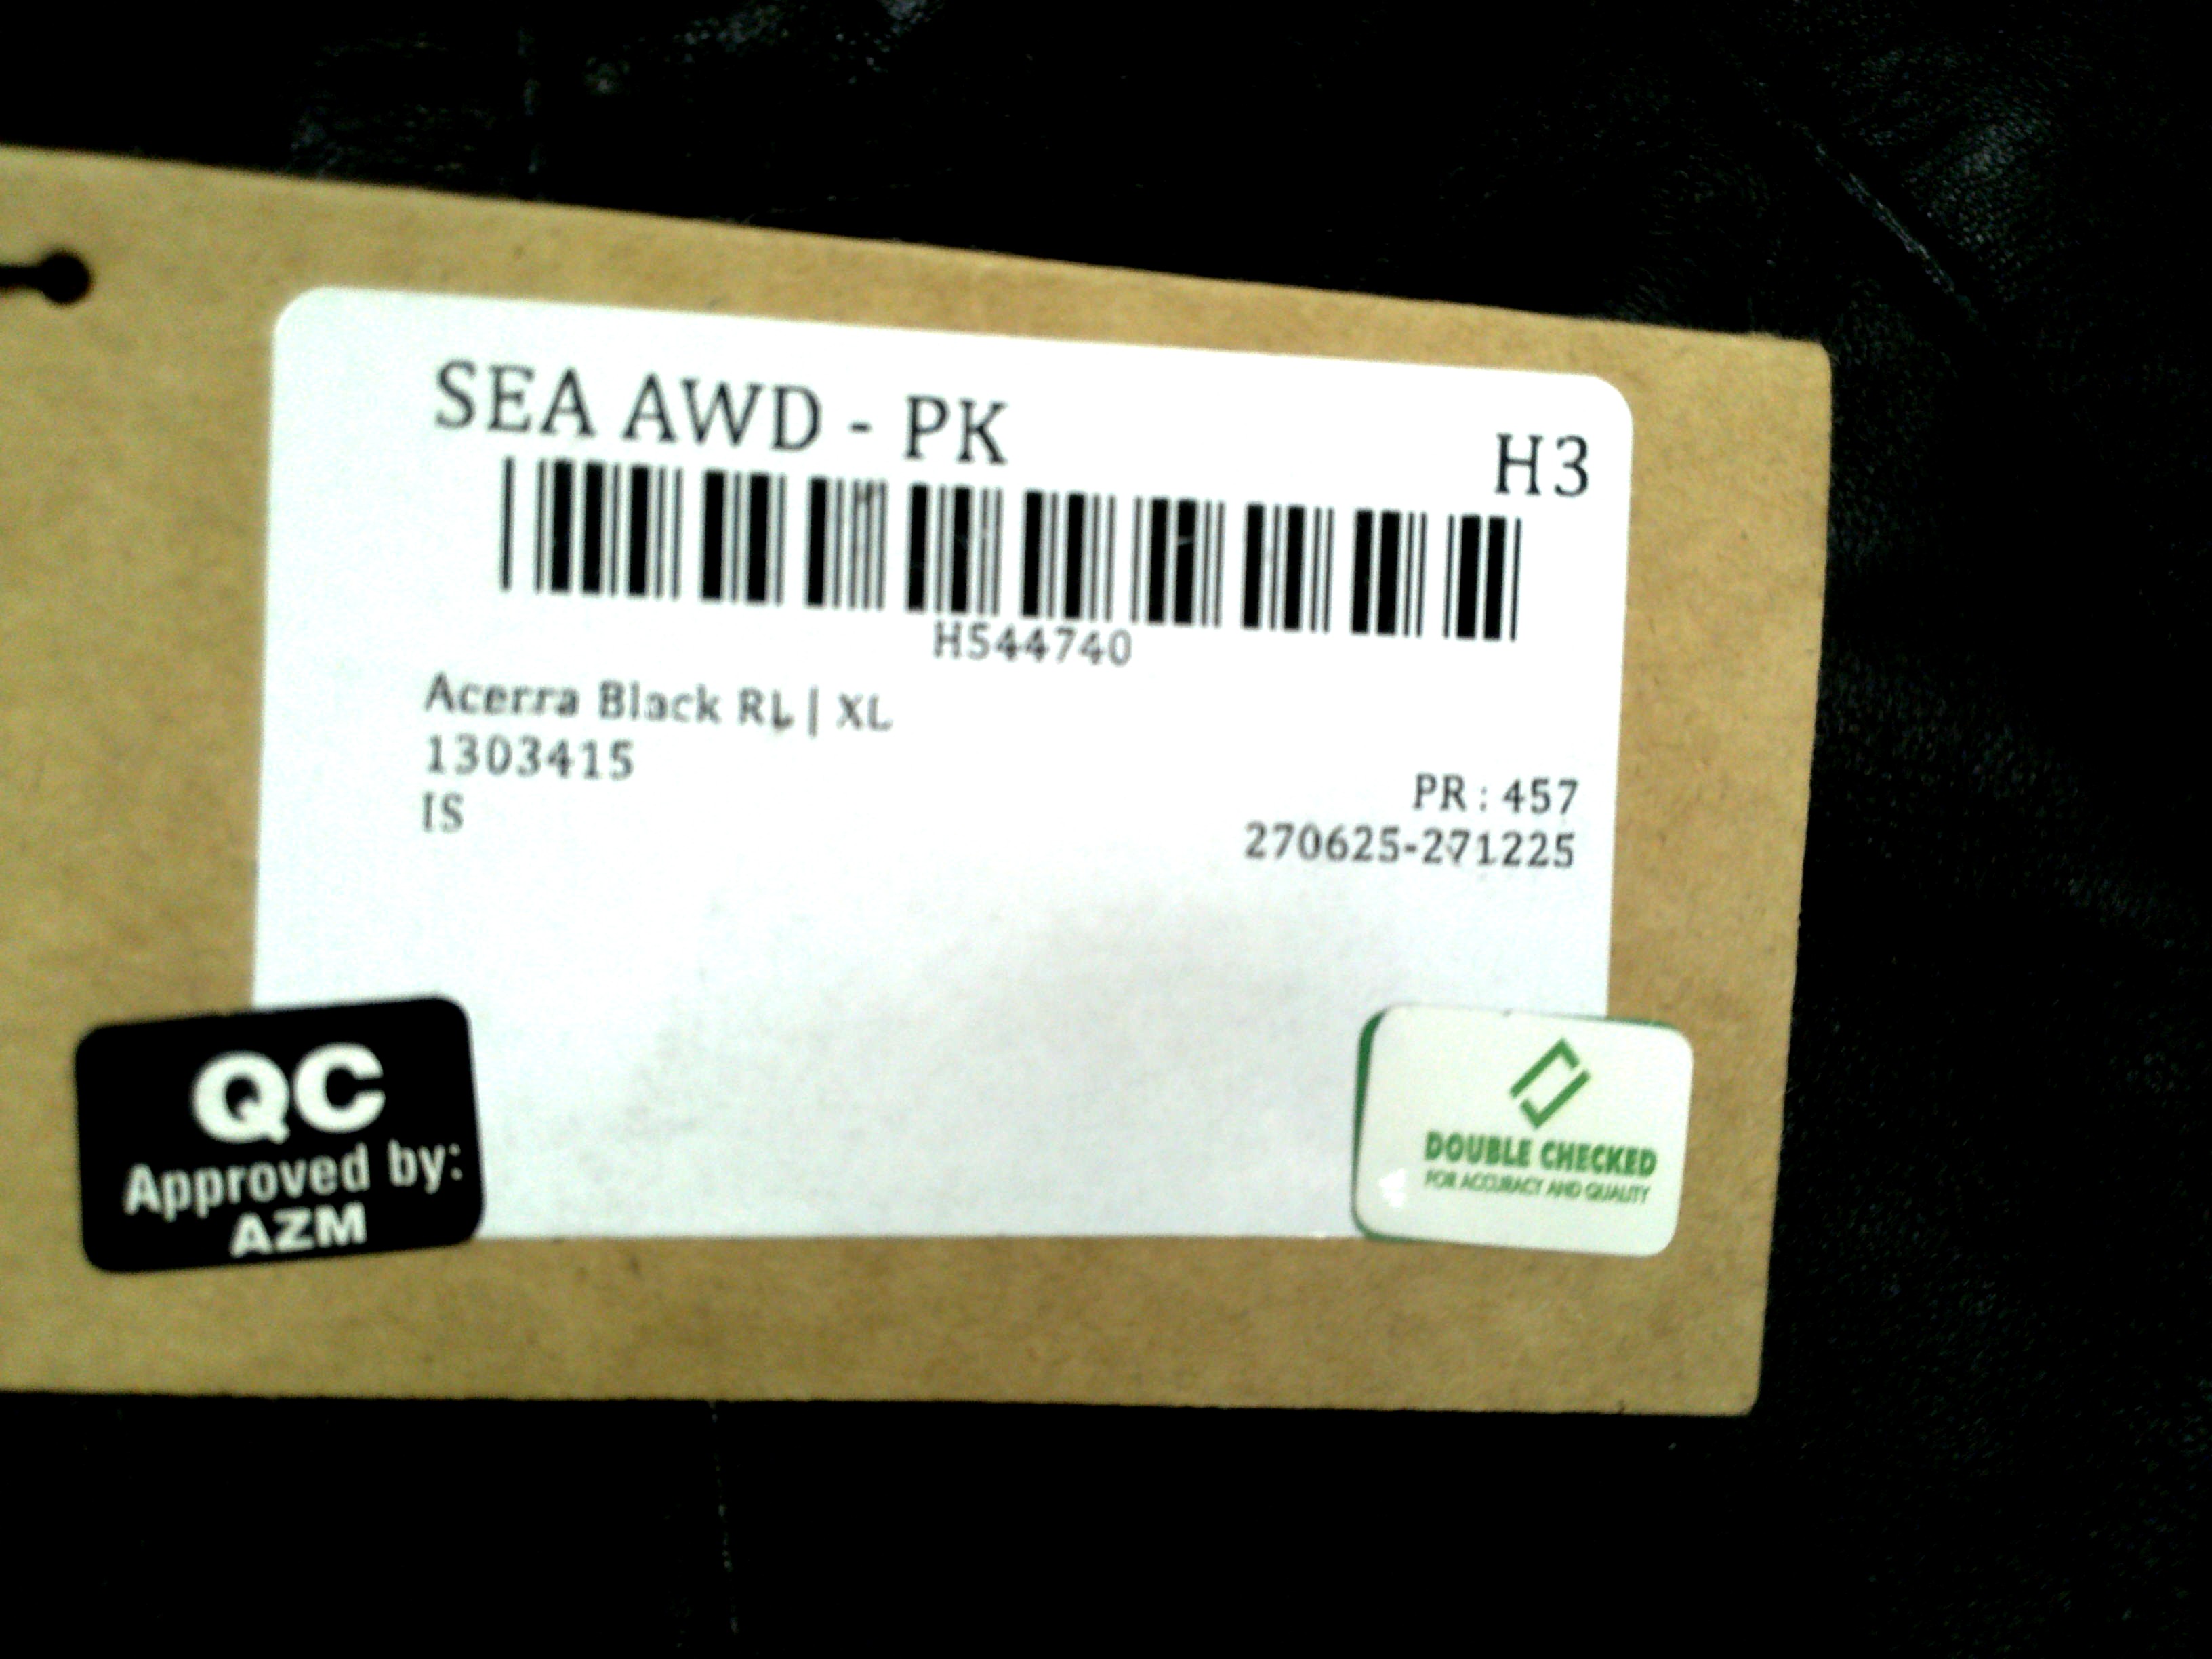 SEA AWD - PK
H3
H544740
Acerra Black RL | XL
1303415
IS
PR : 457
270625-271225
QC
Approved by:
AZM
DOUBLE CHECKED
FOR ACCURACY AND QUALITY